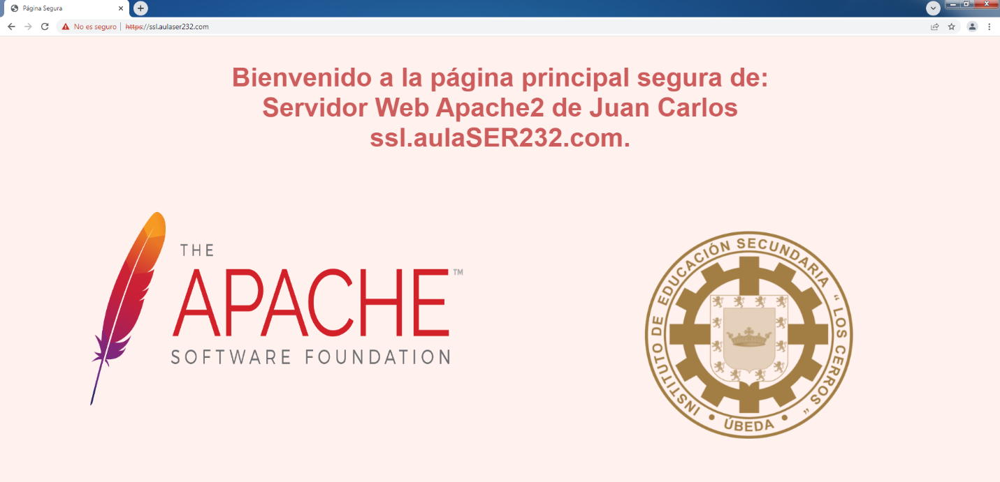 Página Segura
No es seguro | https://ssl.aulaser232.com
Bienvenido a la página principal segura de:
Servidor Web Apache2 de Juan Carlos
ssl.aulaSER232.com.
THE
APACHE™
SOFTWARE FOUNDATION
INSTITUTO DE EDUCACIÓN SECUNDARIA “ LOS CERROS ”
• ÚBEDA •